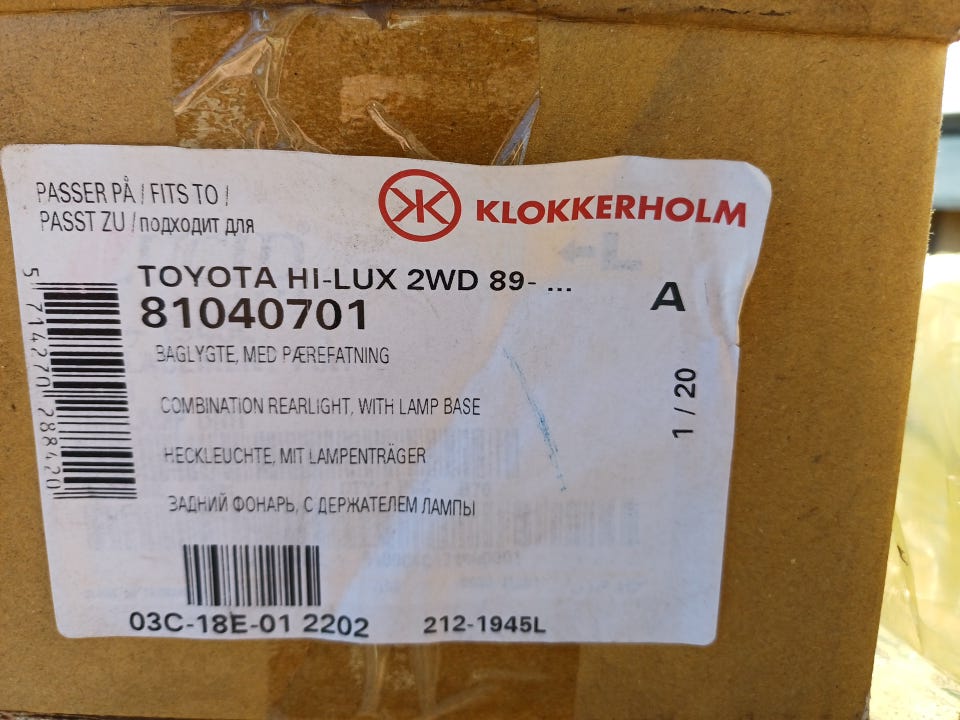 PASSER PÅ / FITS TO /
PASST ZU / подходит для
KLOKKERHOLM
TOYOTA HI-LUX 2WD 89- ...
81040701
A
BAGLYGTE, MED PÆREFATNING
COMBINATION REARLIGHT, WITH LAMP BASE
HECKLEUCHTE, MIT LAMPENTRÄGER
ЗАДНИЙ ФОНАРЬ, С ДЕРЖАТЕЛЕМ ЛАМПЫ
5 714270 288420
1 / 20
03C-18E-01 2202
212-1945L